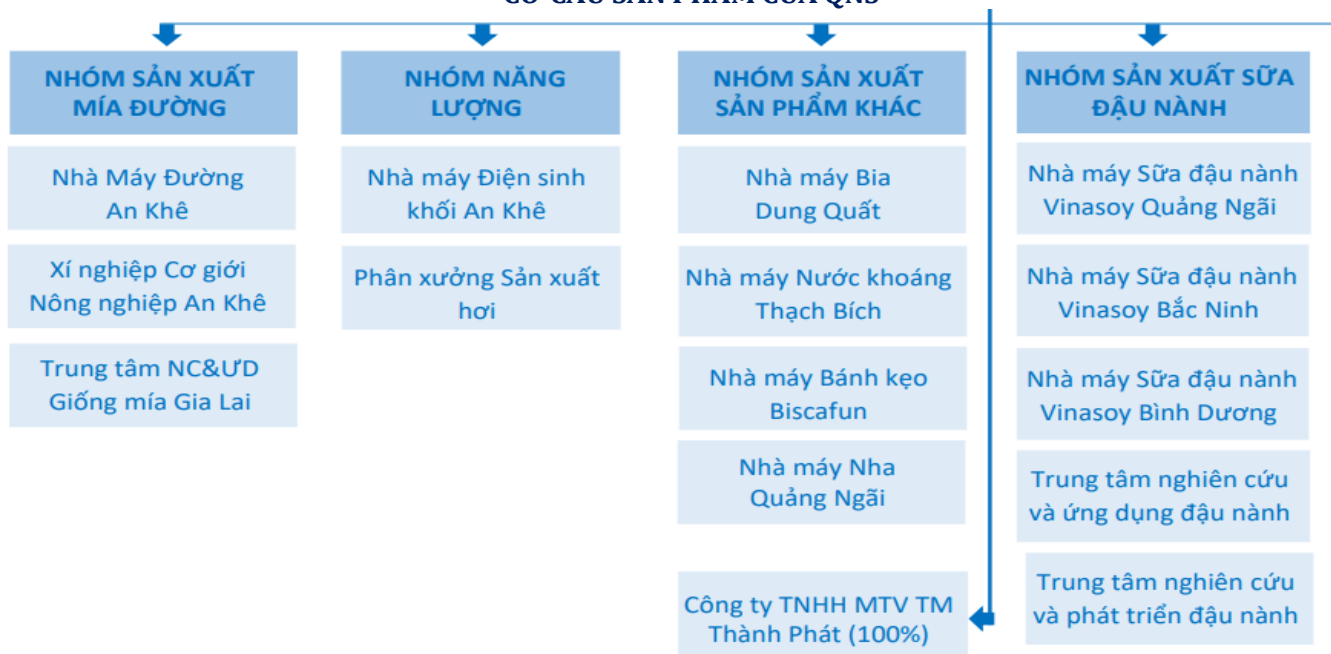 CƠ CẤU SẢN PHẨM CỦA QNS
NHÓM SẢN XUẤT
MÍA ĐƯỜNG
Nhà Máy Đường
An Khê
Xí nghiệp Cơ giới
Nông nghiệp An Khê
Trung tâm NC&ƯD
Giống mía Gia Lai
NHÓM NĂNG
LƯỢNG
Nhà máy Điện sinh
khối An Khê
Phân xưởng Sản xuất
hơi
NHÓM SẢN XUẤT
SẢN PHẨM KHÁC
Nhà máy Bia
Dung Quất
Nhà máy Nước khoáng
Thạch Bích
Nhà máy Bánh kẹo
Biscafun
Nhà máy Nha
Quảng Ngãi
Công ty TNHH MTV TM
Thành Phát (100%)
NHÓM SẢN XUẤT SỮA
ĐẬU NÀNH
Nhà máy Sữa đậu nành
Vinasoy Quảng Ngãi
Nhà máy Sữa đậu nành
Vinasoy Bắc Ninh
Nhà máy Sữa đậu nành
Vinasoy Bình Dương
Trung tâm nghiên cứu
và ứng dụng đậu nành
Trung tâm nghiên cứu
và phát triển đậu nành